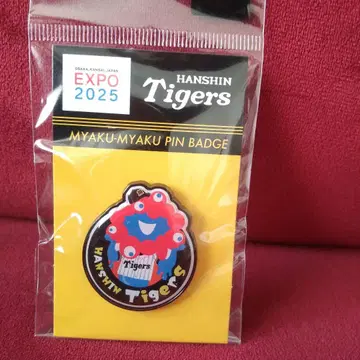 OSAKA, KANSAI, JAPAN
EXPO
2025
HANSHIN
Tigers
MYAKU-MYAKU PIN BADGE
Tigers
HANSHIN Tigers